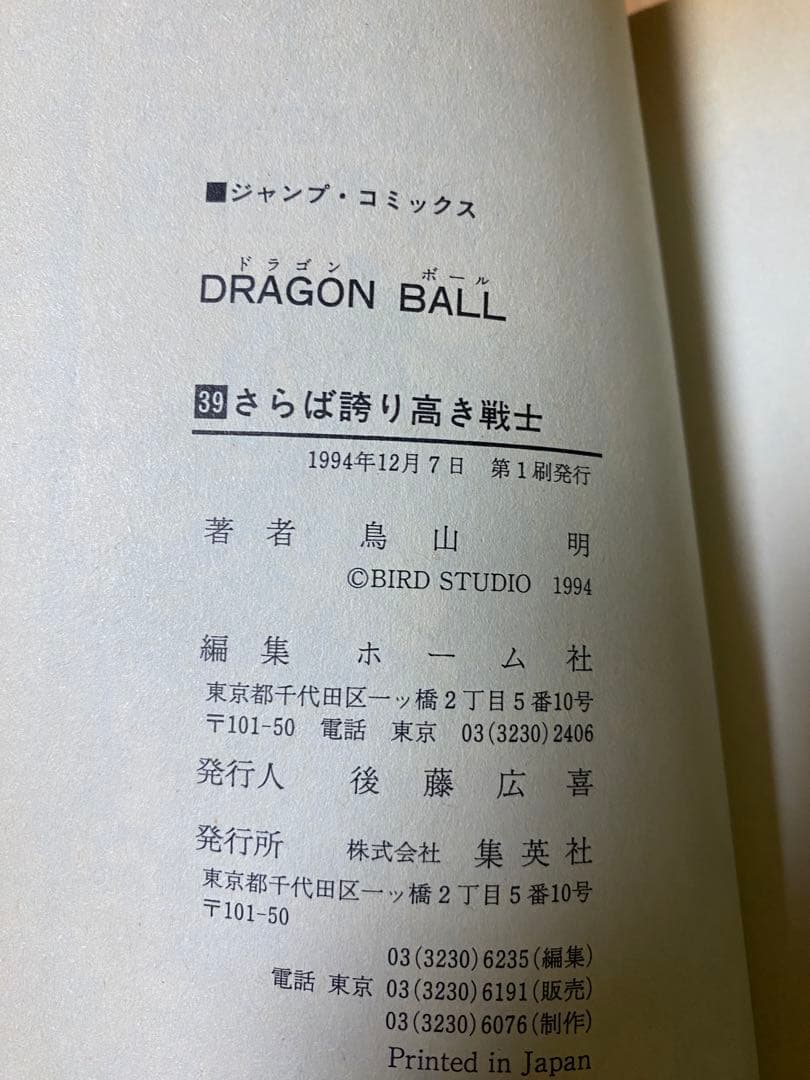 ■ジャンプ・コミックス
ドラゴン ボール
DRAGON BALL
39 さらば誇り高き戦士
1994年12月7日 第1刷発行
著者 鳥山 明
©BIRD STUDIO 1994
編集 ホーム社
東京都千代田区一ッ橋2丁目5番10号
〒101-50 電話 東京 03(3230)2406
発行人 後藤広喜
発行所 株式会社 集英社
東京都千代田区一ッ橋2丁目5番10号
〒101-50
03(3230)6235(編集)
電話 東京 03(3230)6191(販売)
03(3230)6076(制作)
Printed in Japan